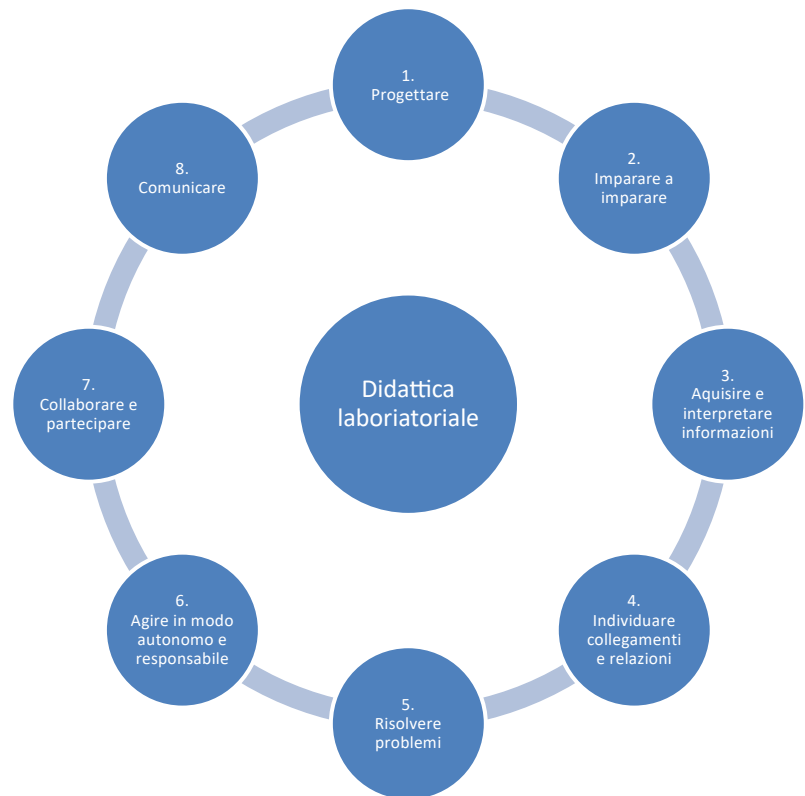 1.
Progettare
2.
Imparare a
imparare
3.
Aquisire e
interpretare
informazioni
4.
Individuare
collegamenti
e relazioni
5.
Risolvere
problemi
6.
Agire in modo
autonomo e
responsabile
7.
Collaborare e
partecipare
8.
Comunicare
Didattica
laboriatoriale